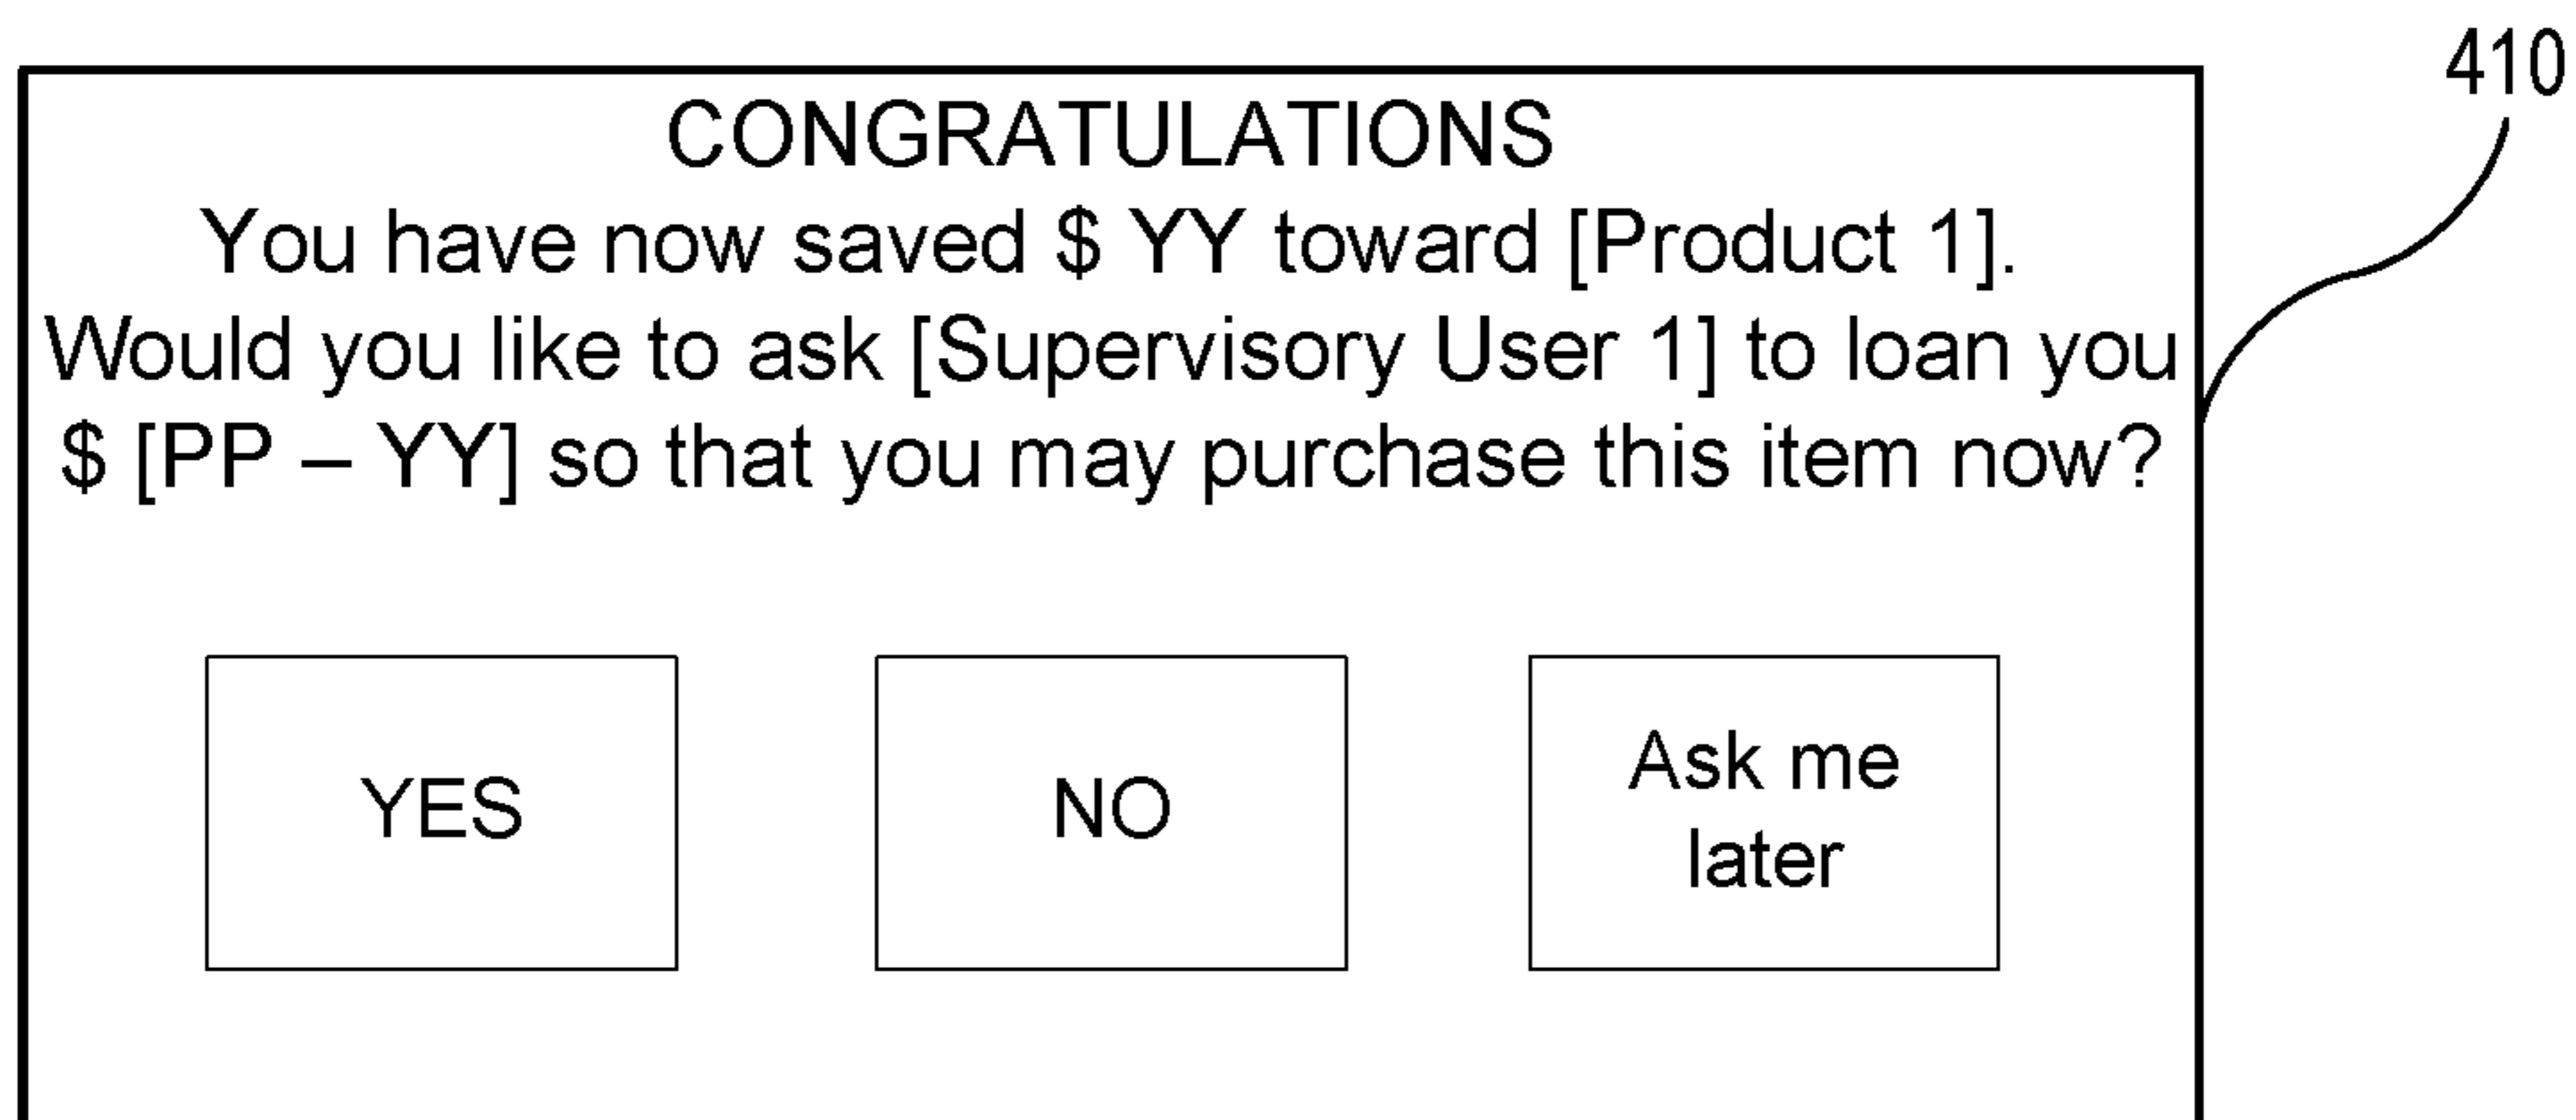 410
CONGRATULATIONS
You have now saved $ YY toward [Product 1].
Would you like to ask [Supervisory User 1] to loan you
$ [PP – YY] so that you may purchase this item now?
YES
NO
Ask me
later